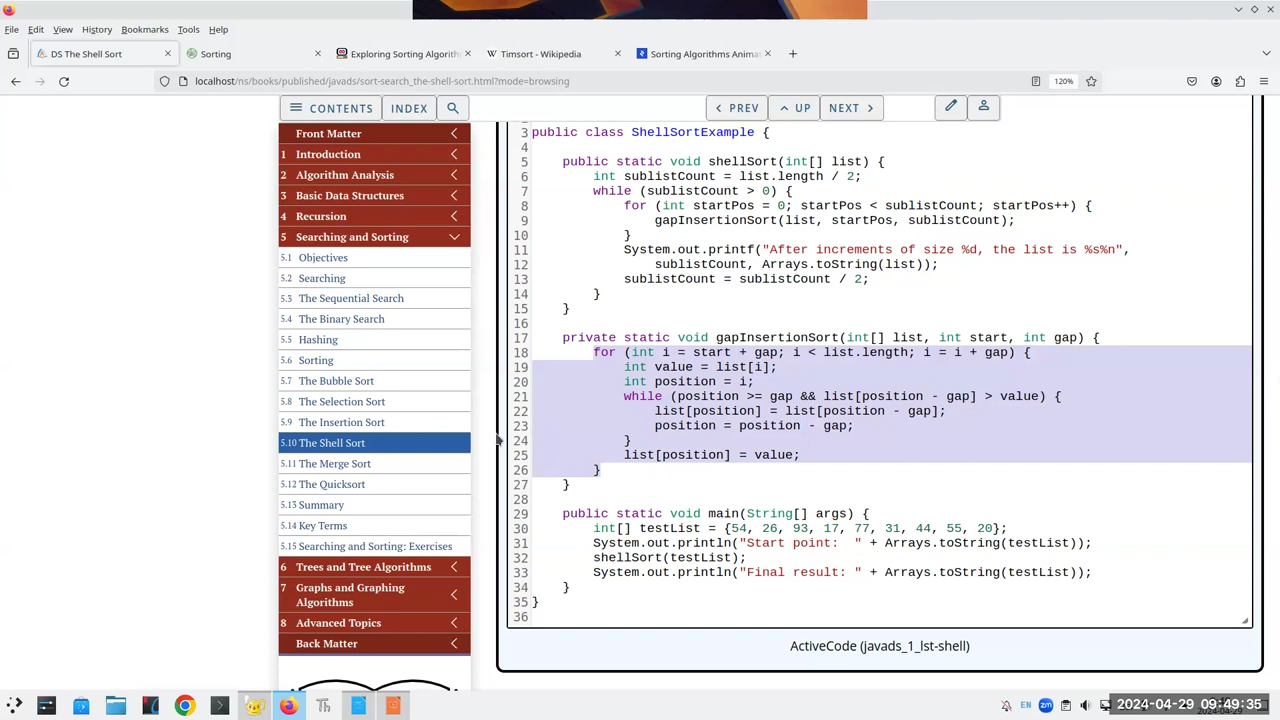 File Edit View History Bookmarks Tools Help
DS The Shell Sort
Sorting
Exploring Sorting Algorith
Timsort - Wikipedia
Sorting Algorithms Animat
localhost/ns/books/published/javads/sort-search_the-shell-sort.html?mode=browsing
120%
CONTENTS INDEX
PREV UP NEXT
Front Matter
1 Introduction
2 Algorithm Analysis
3 Basic Data Structures
4 Recursion
5 Searching and Sorting
5.1 Objectives
5.2 Searching
5.3 The Sequential Search
5.4 The Binary Search
5.5 Hashing
5.6 Sorting
5.7 The Bubble Sort
5.8 The Selection Sort
5.9 The Insertion Sort
5.10 The Shell Sort
5.11 The Merge Sort
5.12 The Quicksort
5.13 Summary
5.14 Key Terms
5.15 Searching and Sorting: Exercises
6 Trees and Tree Algorithms
7 Graphs and Graphing
Algorithms
8 Advanced Topics
Back Matter
3 public class ShellSortExample {
4
5 public static void shellSort(int[] list) {
6 int sublistCount = list.length / 2;
7 while (sublistCount > 0) {
8 for (int startPos = 0; startPos < sublistCount; startPos++) {
9 gapInsertionSort(list, startPos, sublistCount);
10 }
11 System.out.printf("After increments of size %d, the list is %s%n",
12 sublistCount, Arrays.toString(list));
13 sublistCount = sublistCount / 2;
14 }
15 }
16
17 private static void gapInsertionSort(int[] list, int start, int gap) {
18 for (int i = start + gap; i < list.length; i = i + gap) {
19 int value = list[i];
20 int position = i;
21 while (position >= gap && list[position - gap] > value) {
22 list[position] = list[position - gap];
23 position = position - gap;
24 }
25 list[position] = value;
26 }
27 }
28
29 public static void main(String[] args) {
30 int[] testList = {54, 26, 93, 17, 77, 31, 44, 55, 20};
31 System.out.println("Start point:  " + Arrays.toString(testList));
32 shellSort(testList);
33 System.out.println("Final result: " + Arrays.toString(testList));
34 }
35 }
36
ActiveCode (javads_1_lst-shell)
EN
zm
2024-04-29 09:49:35